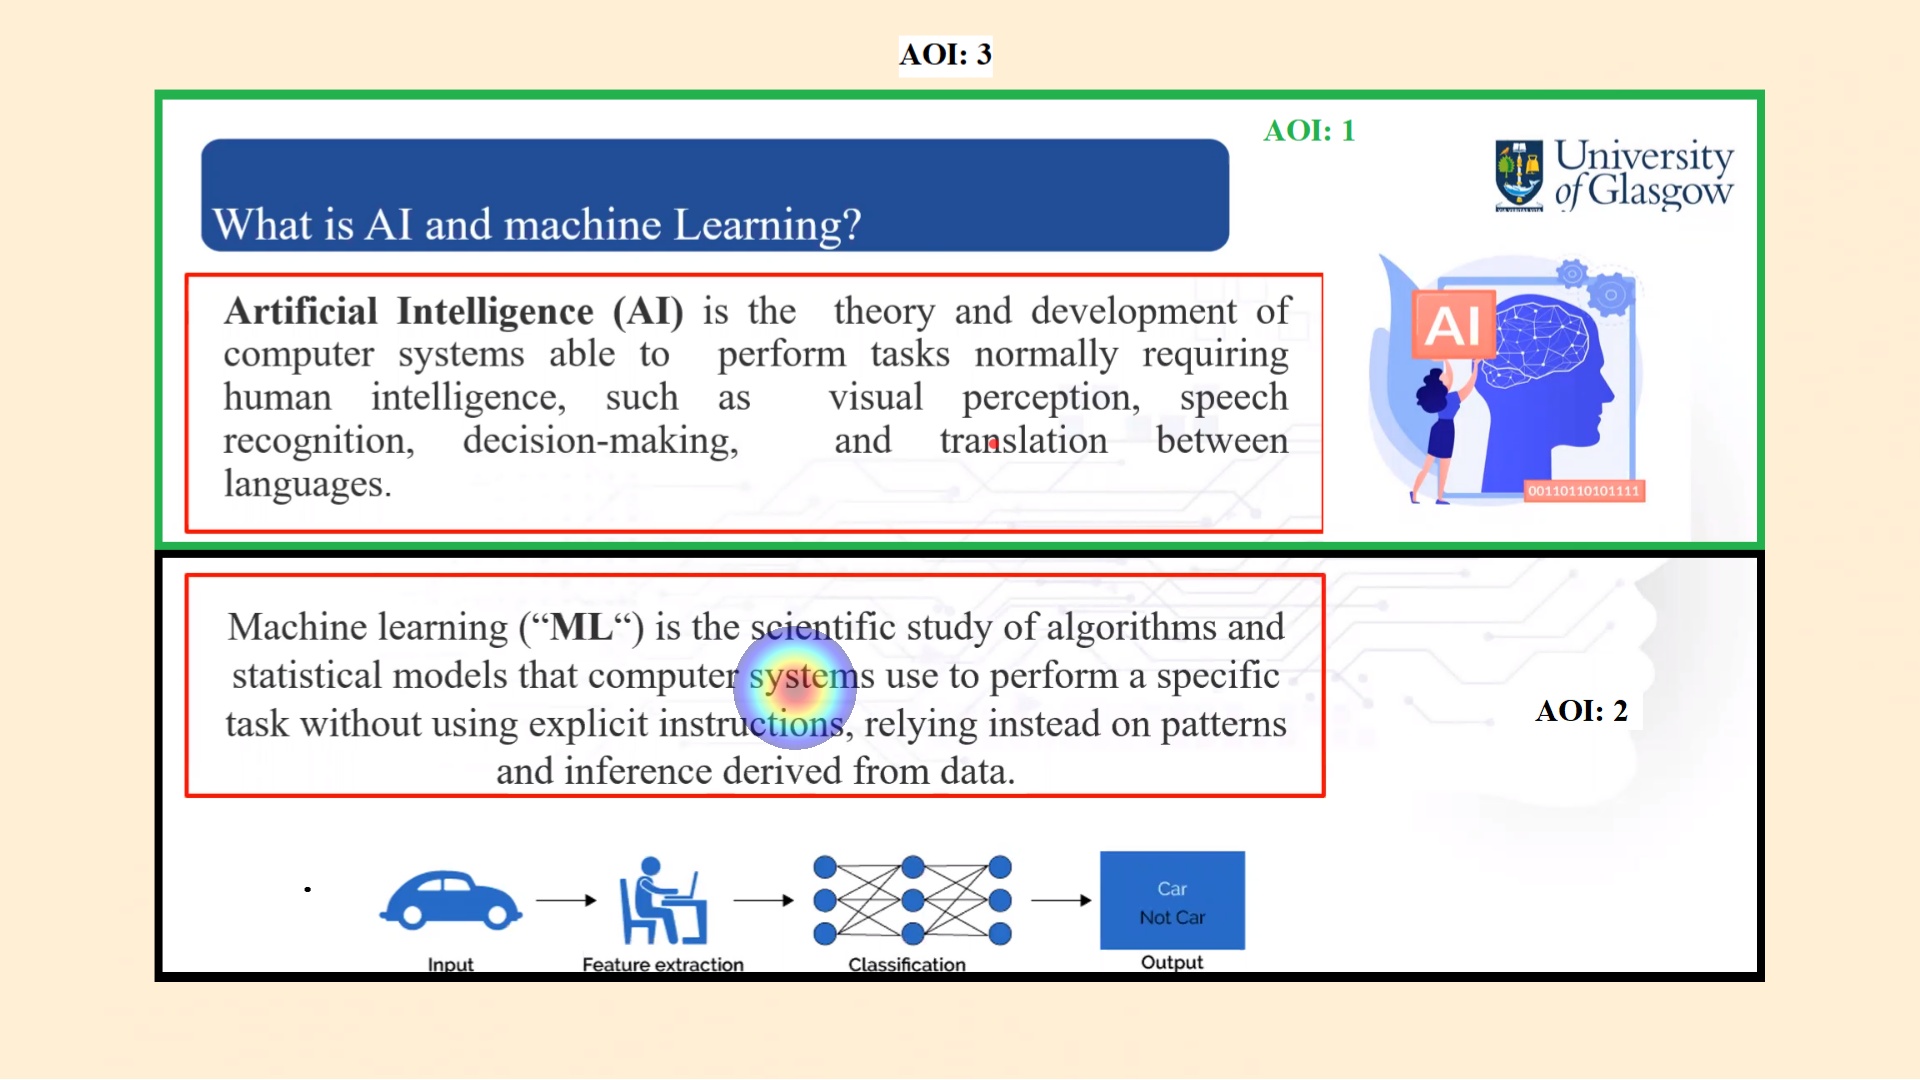 AOI: 3
AOI: 1
University
of Glasgow
VIA VERITAS VITA
What is AI and machine Learning?
Artificial Intelligence (AI) is the theory and development of
computer systems able to perform tasks normally requiring
human intelligence, such as visual perception, speech
recognition, decision-making, and translation between
languages.
AI
00110110101111
Machine learning (“ML“) is the scientific study of algorithms and
statistical models that computer systems use to perform a specific
task without using explicit instructions, relying instead on patterns
and inference derived from data.
AOI: 2
Car
Not Car
Input
Feature extraction
Classification
Output